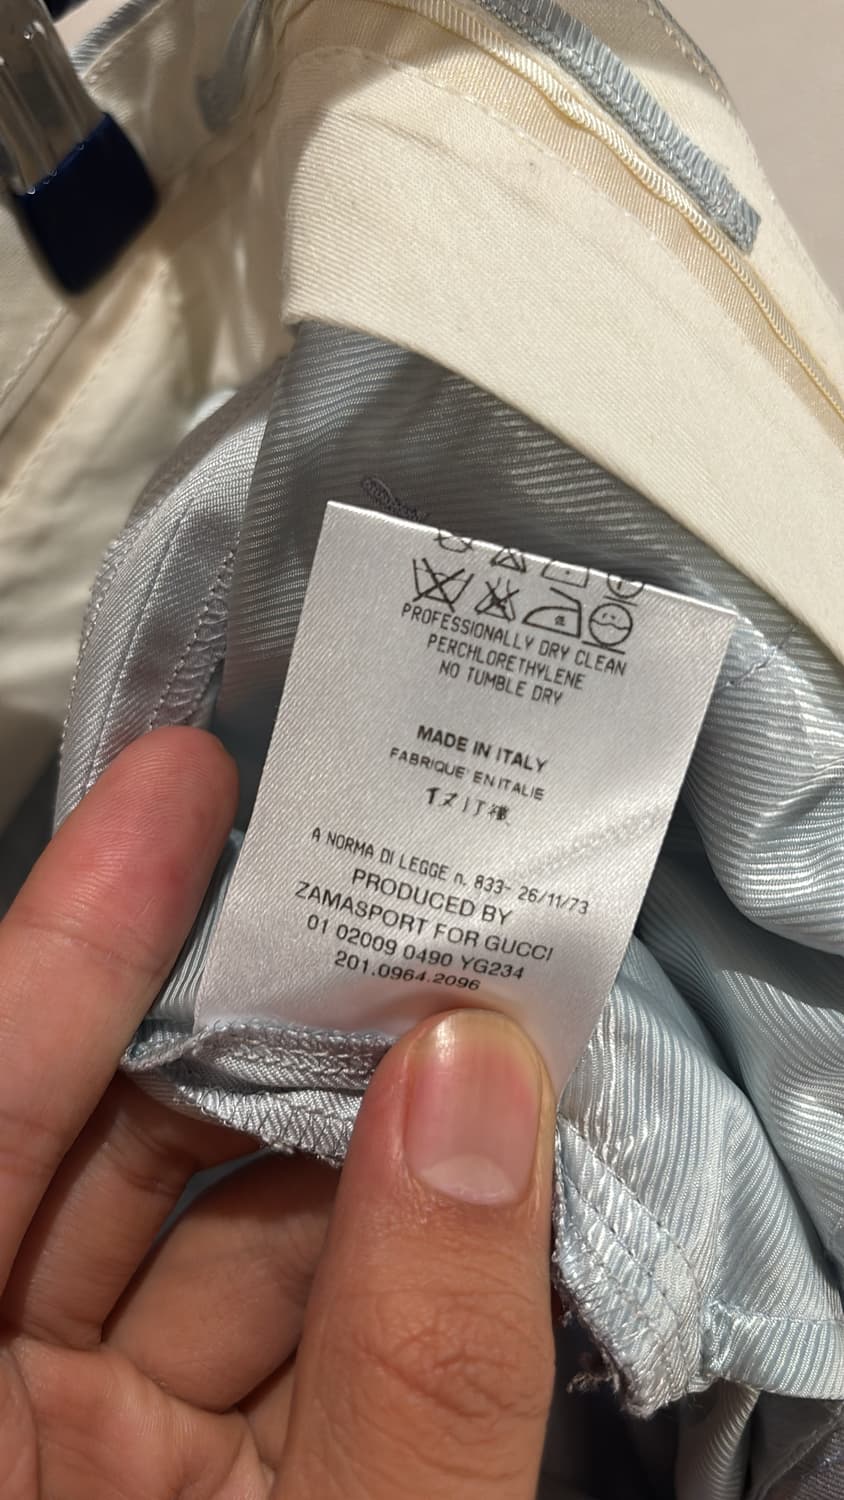 PROFESSIONALLY DRY CLEAN
PERCHLORETHYLENE
NO TUMBLE DRY
MADE IN ITALY
FABRIQUE' EN ITALIE
A NORMA DI LEGGE n. 833- 26/11/73
PRODUCED BY
ZAMASPORT FOR GUCCI
01 02009 0490 YG234
201.0964.2096